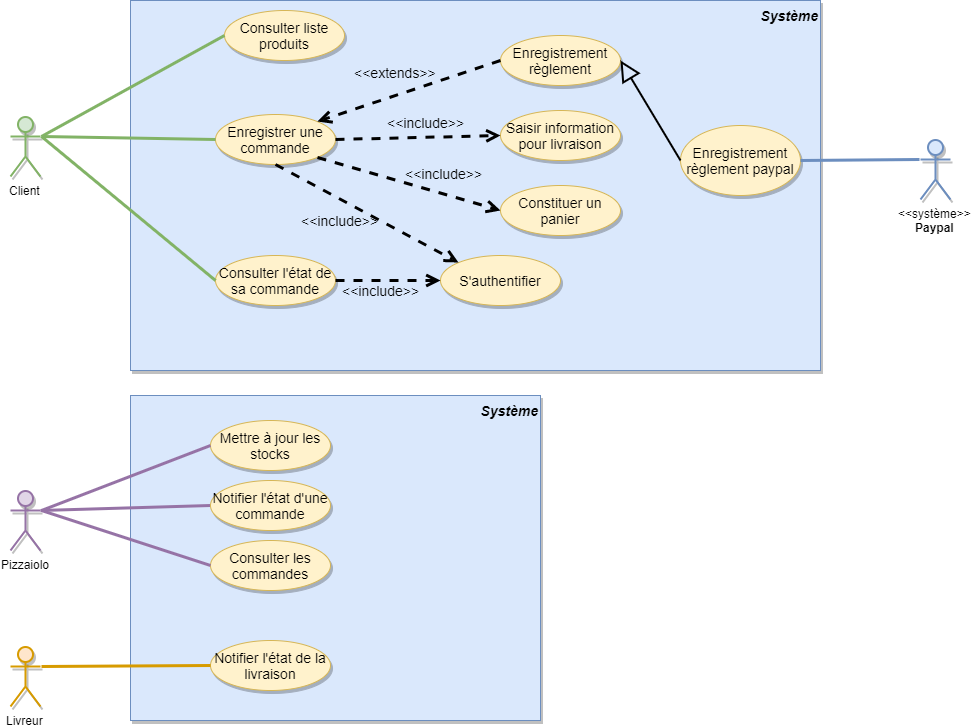 Système
Consulter liste
produits
Enregistrement
règlement
<<extends>>
Enregistrer une
commande
<<include>>
Saisir information
pour livraison
Enregistrement
règlement paypal
<<include>>
Constituer un
panier
Client
<<système>>
Paypal
<<include>>
Consulter l'état de
sa commande
<<include>>
S'authentifier
Système
Mettre à jour les
stocks
Notifier l'état d'une
commande
Consulter les
commandes
Pizzaiolo
Notifier l'état de la
livraison
Livreur